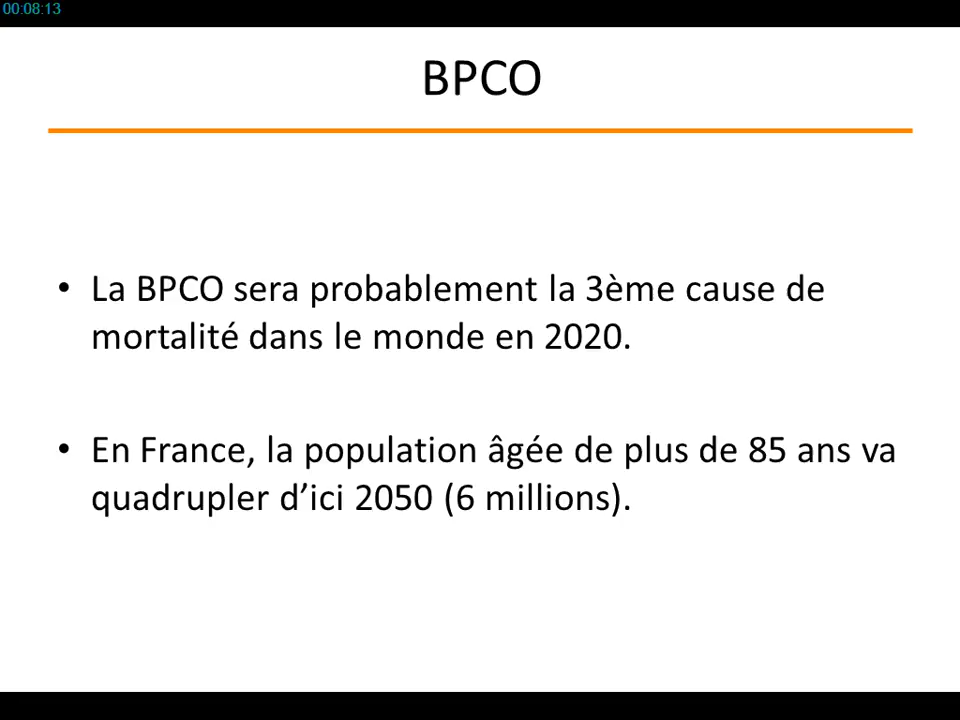 00:08:13
BPCO
• La BPCO sera probablement la 3ème cause de
mortalité dans le monde en 2020.
• En France, la population âgée de plus de 85 ans va
quadrupler d’ici 2050 (6 millions).